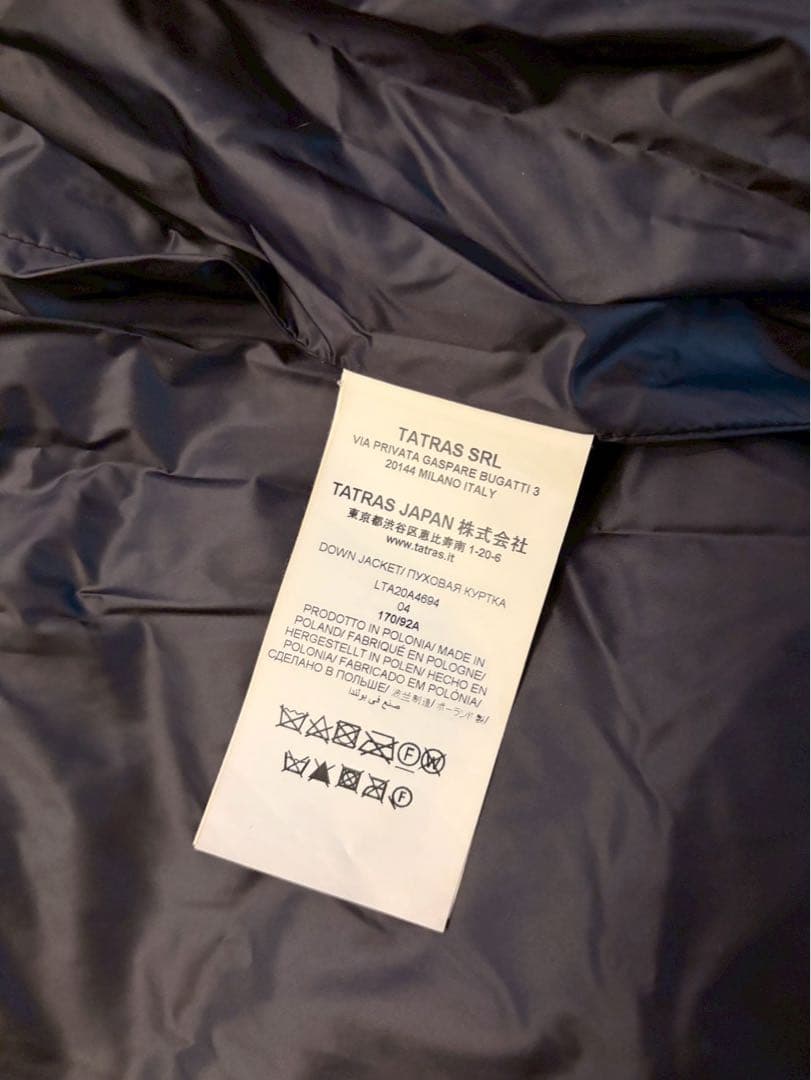 TATRAS SRL
VIA PRIVATA GASPARE BUGATTI 3
20144 MILANO ITALY
TATRAS JAPAN 株式会社
東京都渋谷区恵比寿南 1-20-6
www.tatras.it
DOWN JACKET/ ПУХОВАЯ КУРТКА
LTA20A4694
04
170/92A
PRODOTTO IN POLONIA/ MADE IN
POLAND/ FABRIQUÉ EN POLOGNE/
HERGESTELLT IN POLEN/ HECHO EN
POLONIA/ FABRICADO EM POLÓNIA/
СДЕЛАНО В ПОЛЬШЕ/ 波兰制造/ ポーランド製/
صنع في بولندا
F W
F